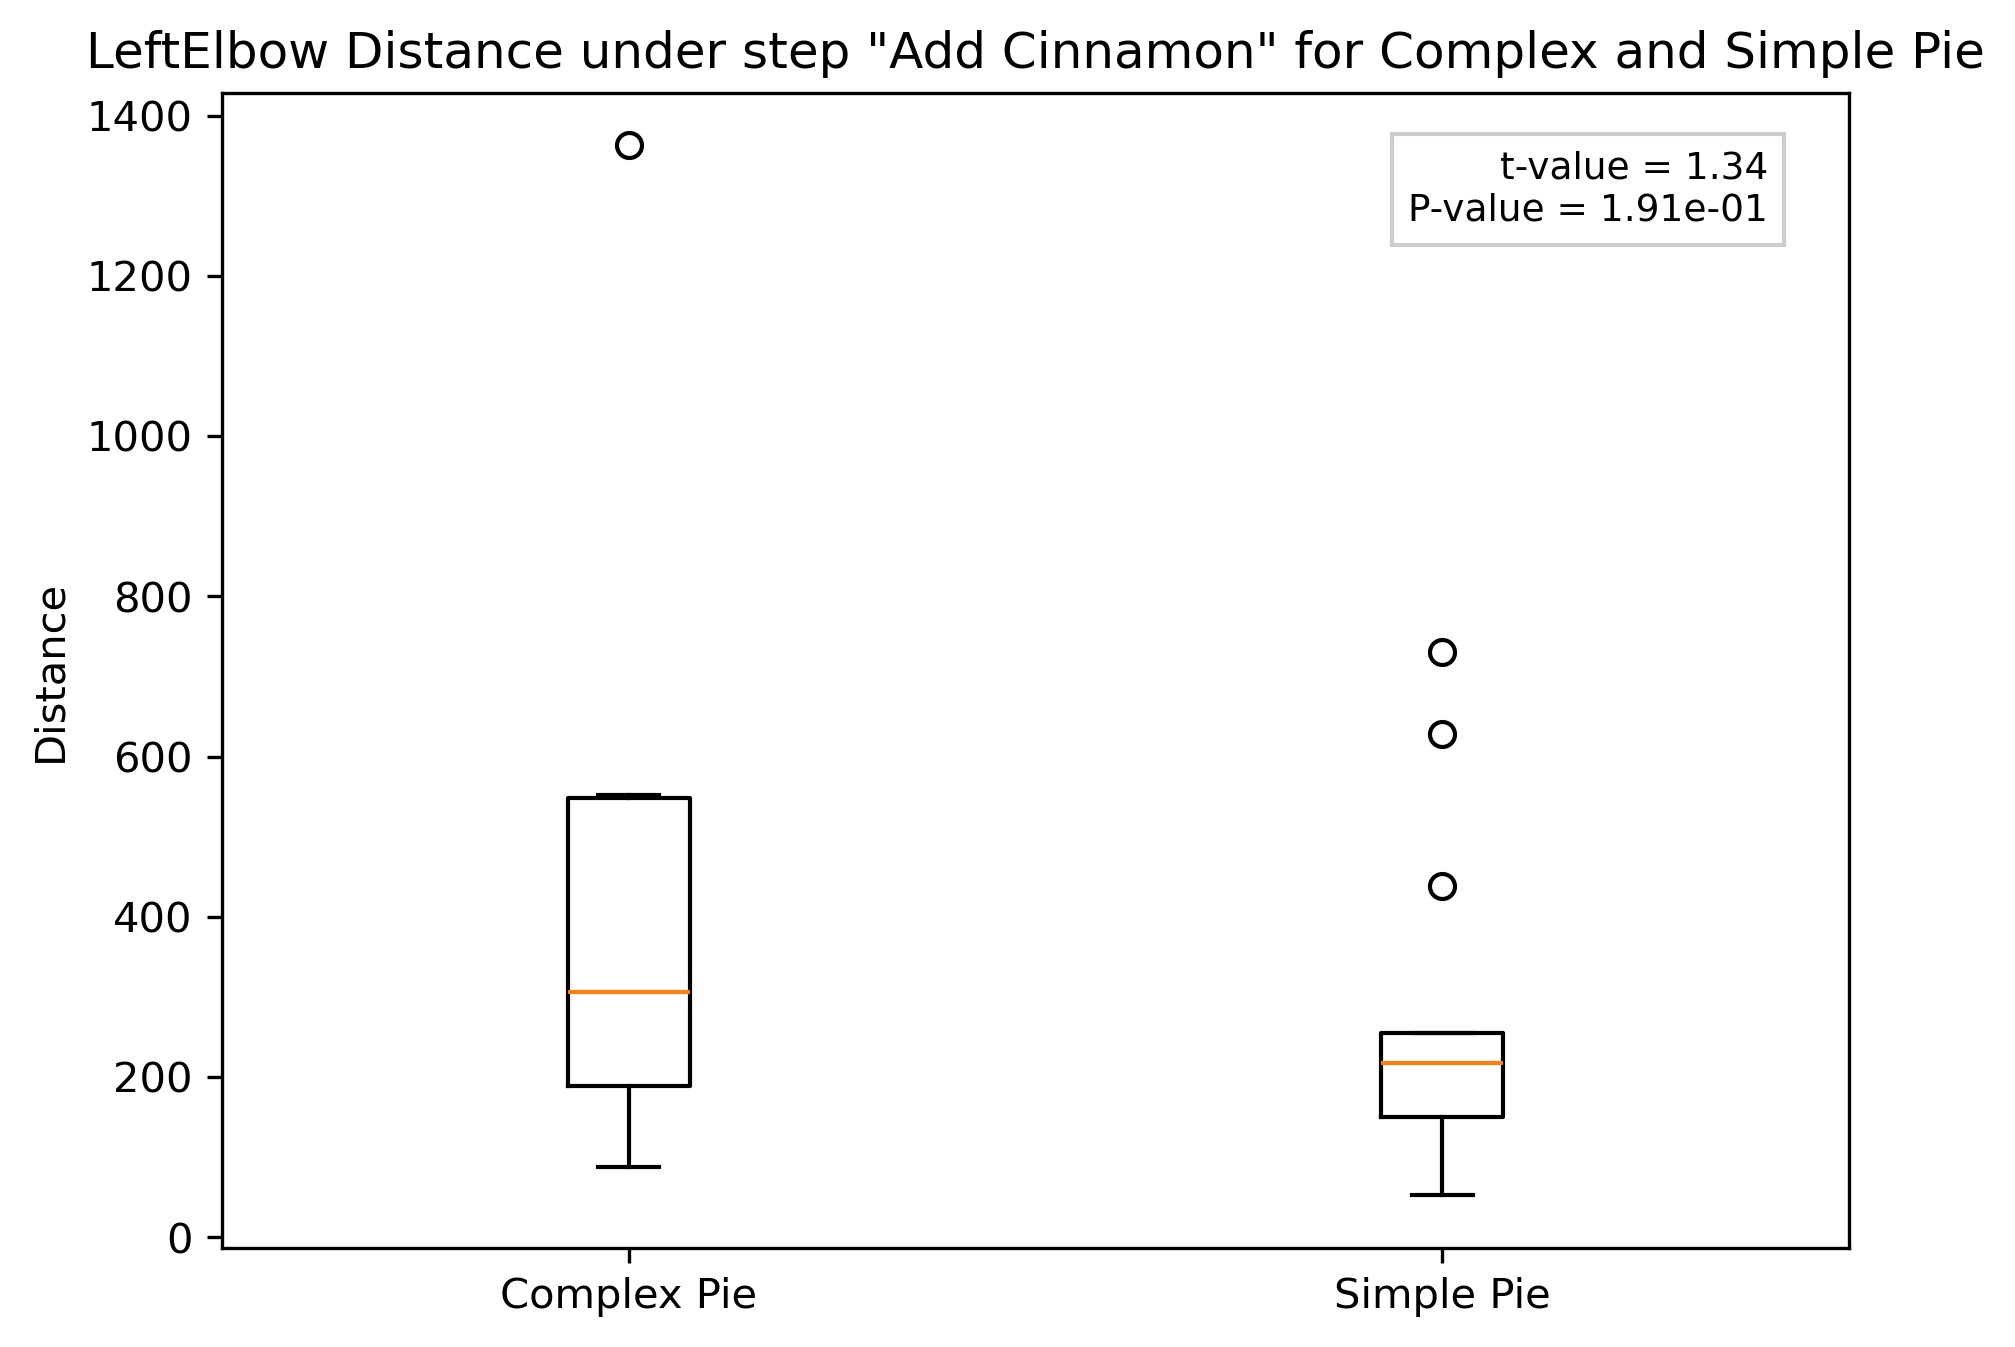 LeftElbow Distance under step "Add Cinnamon" for Complex and Simple Pie
1400
1200
1000
800
600
400
200
0
Distance
t-value = 1.34
P-value = 1.91e-01
Complex Pie
Simple Pie